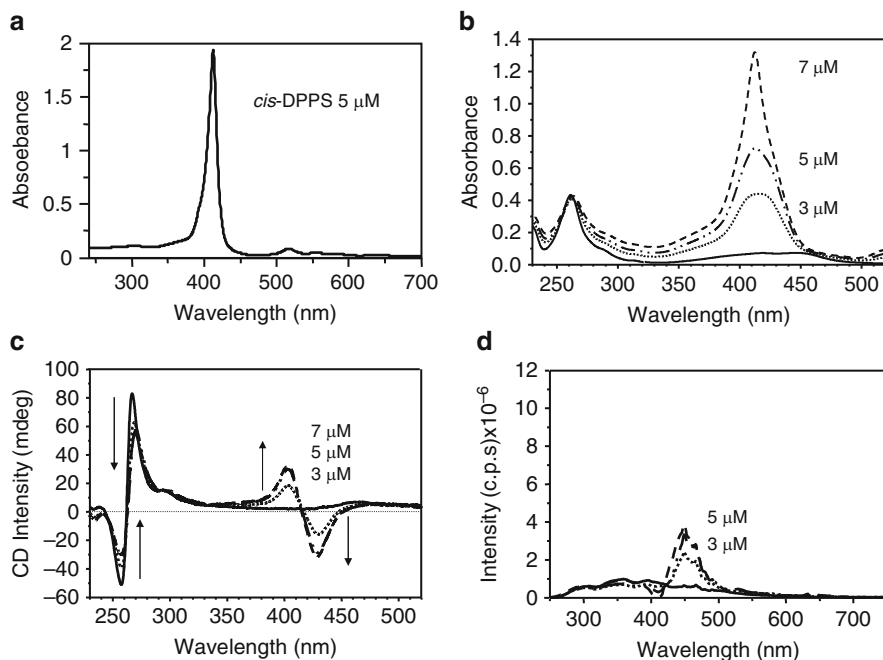 a
2
1.5
1
0.5
0
Absoebance
cis-DPPS 5 μM
300 400 500 600 700
Wavelength (nm)
b
1.4
1.2
1.0
0.8
0.6
0.4
0.2
0.0
Absorbance
7 μM
5 μM
3 μM
250 300 350 400 450 500
Wavelength (nm)
c
100
80
60
40
20
0
−20
−40
−60
CD Intensity (mdeg)
7 μM
5 μM
3 μM
250 300 350 400 450 500
Wavelength (nm)
d
12
10
8
6
4
2
0
Intensity (c.p.s)x10⁻⁶
5 μM
3 μM
300 400 500 600 700
Wavelength (nm)